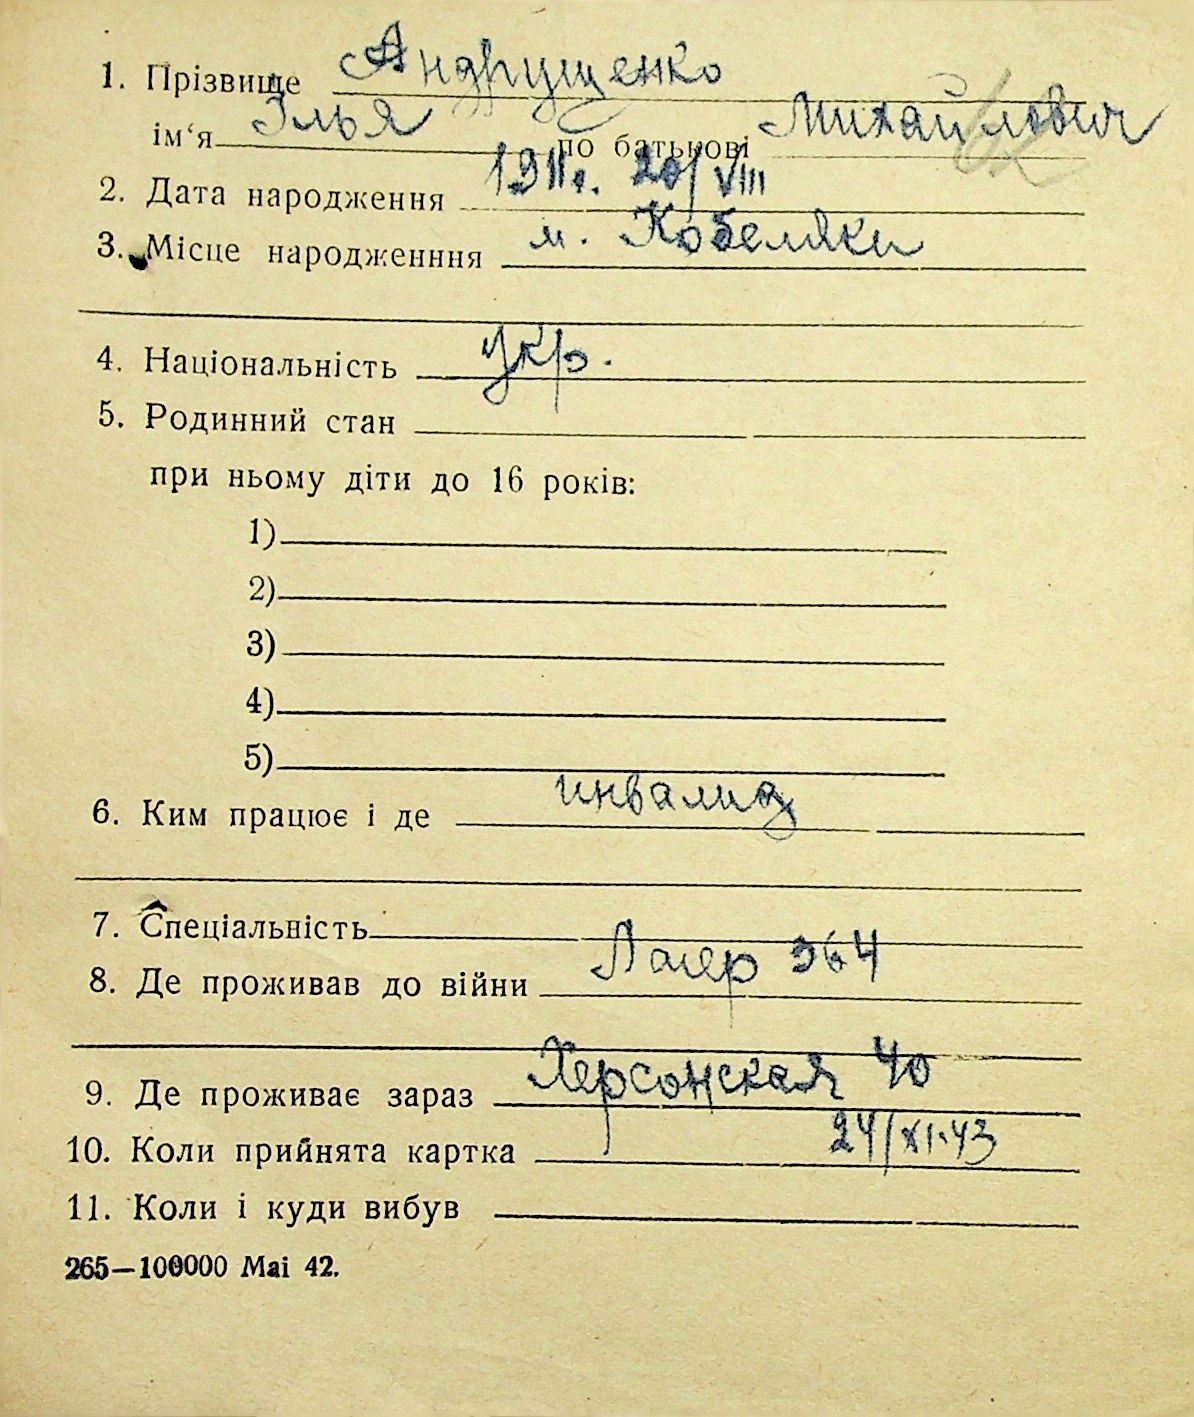 1. Прізвище Андрущенко
ім‘я Ілья по батькові Михайлович
2. Дата народження 1911г. 20/VIII
3. Місце народженння м. Кобеляки
4. Національність укр.
5. Родинний стан
при ньому діти до 16 років:
1)
2)
3)
4)
5)
6. Ким працює і де инвалид
7. Спеціальність
8. Де проживав до війни Лагер 364
9. Де проживає зараз Херсонская 40
10. Коли прийнята картка 24/XI.43
11. Коли і куди вибув
265—100000 Mai 42.